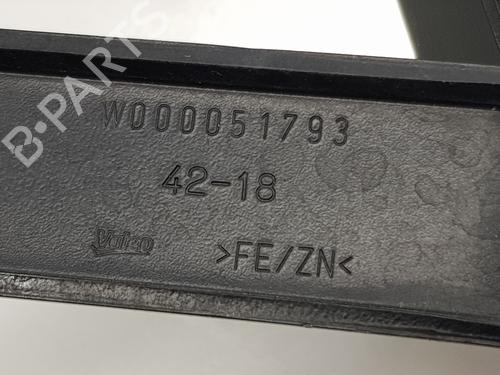 B-PARTS
W000051793
42-18
Valeo
>FE/ZN<